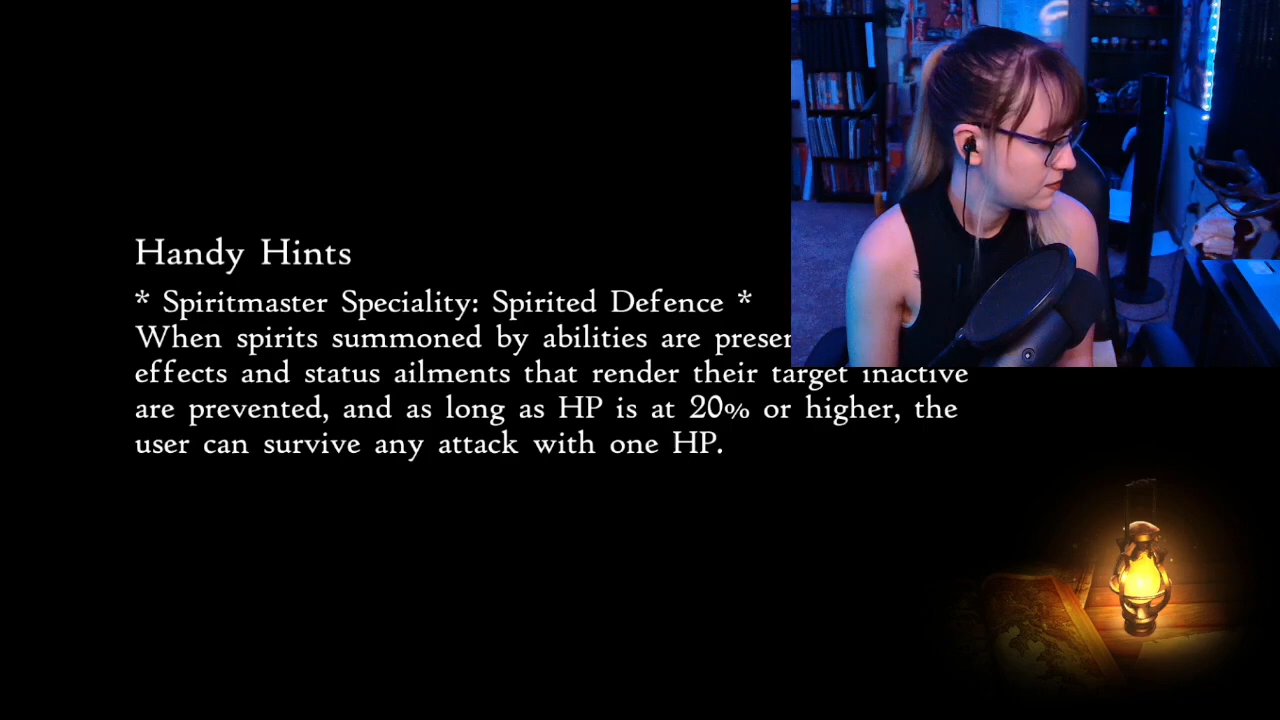 Handy Hints
* Spiritmaster Speciality: Spirited Defence *
When spirits summoned by abilities are
effects and status ailments that render their target inactive
are prevented, and as long as HP is at 20% or higher, the
user can survive any attack with one HP.